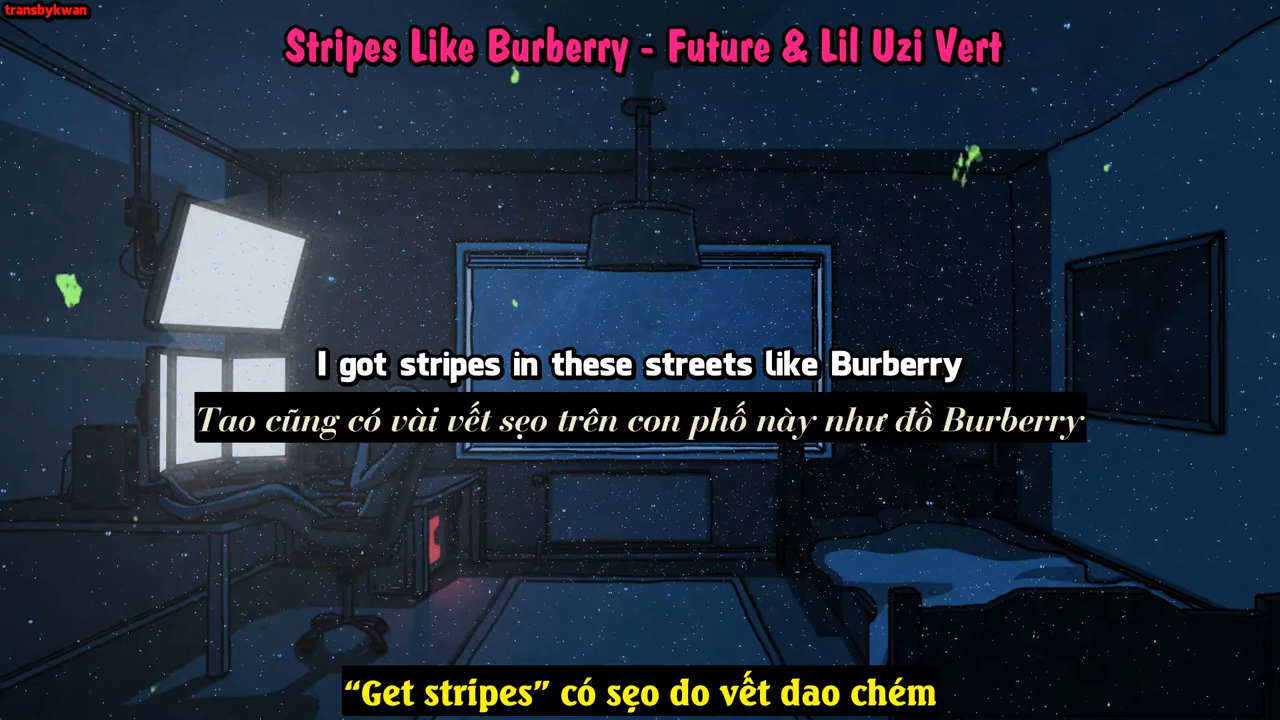 transbykwan
Stripes Like Burberry - Future & Lil Uzi Vert
I got stripes in these streets like Burberry
Tao cũng có vài vết sẹo trên con phố này như đồ Burberry
“Get stripes” có sẹo do vết dao chém